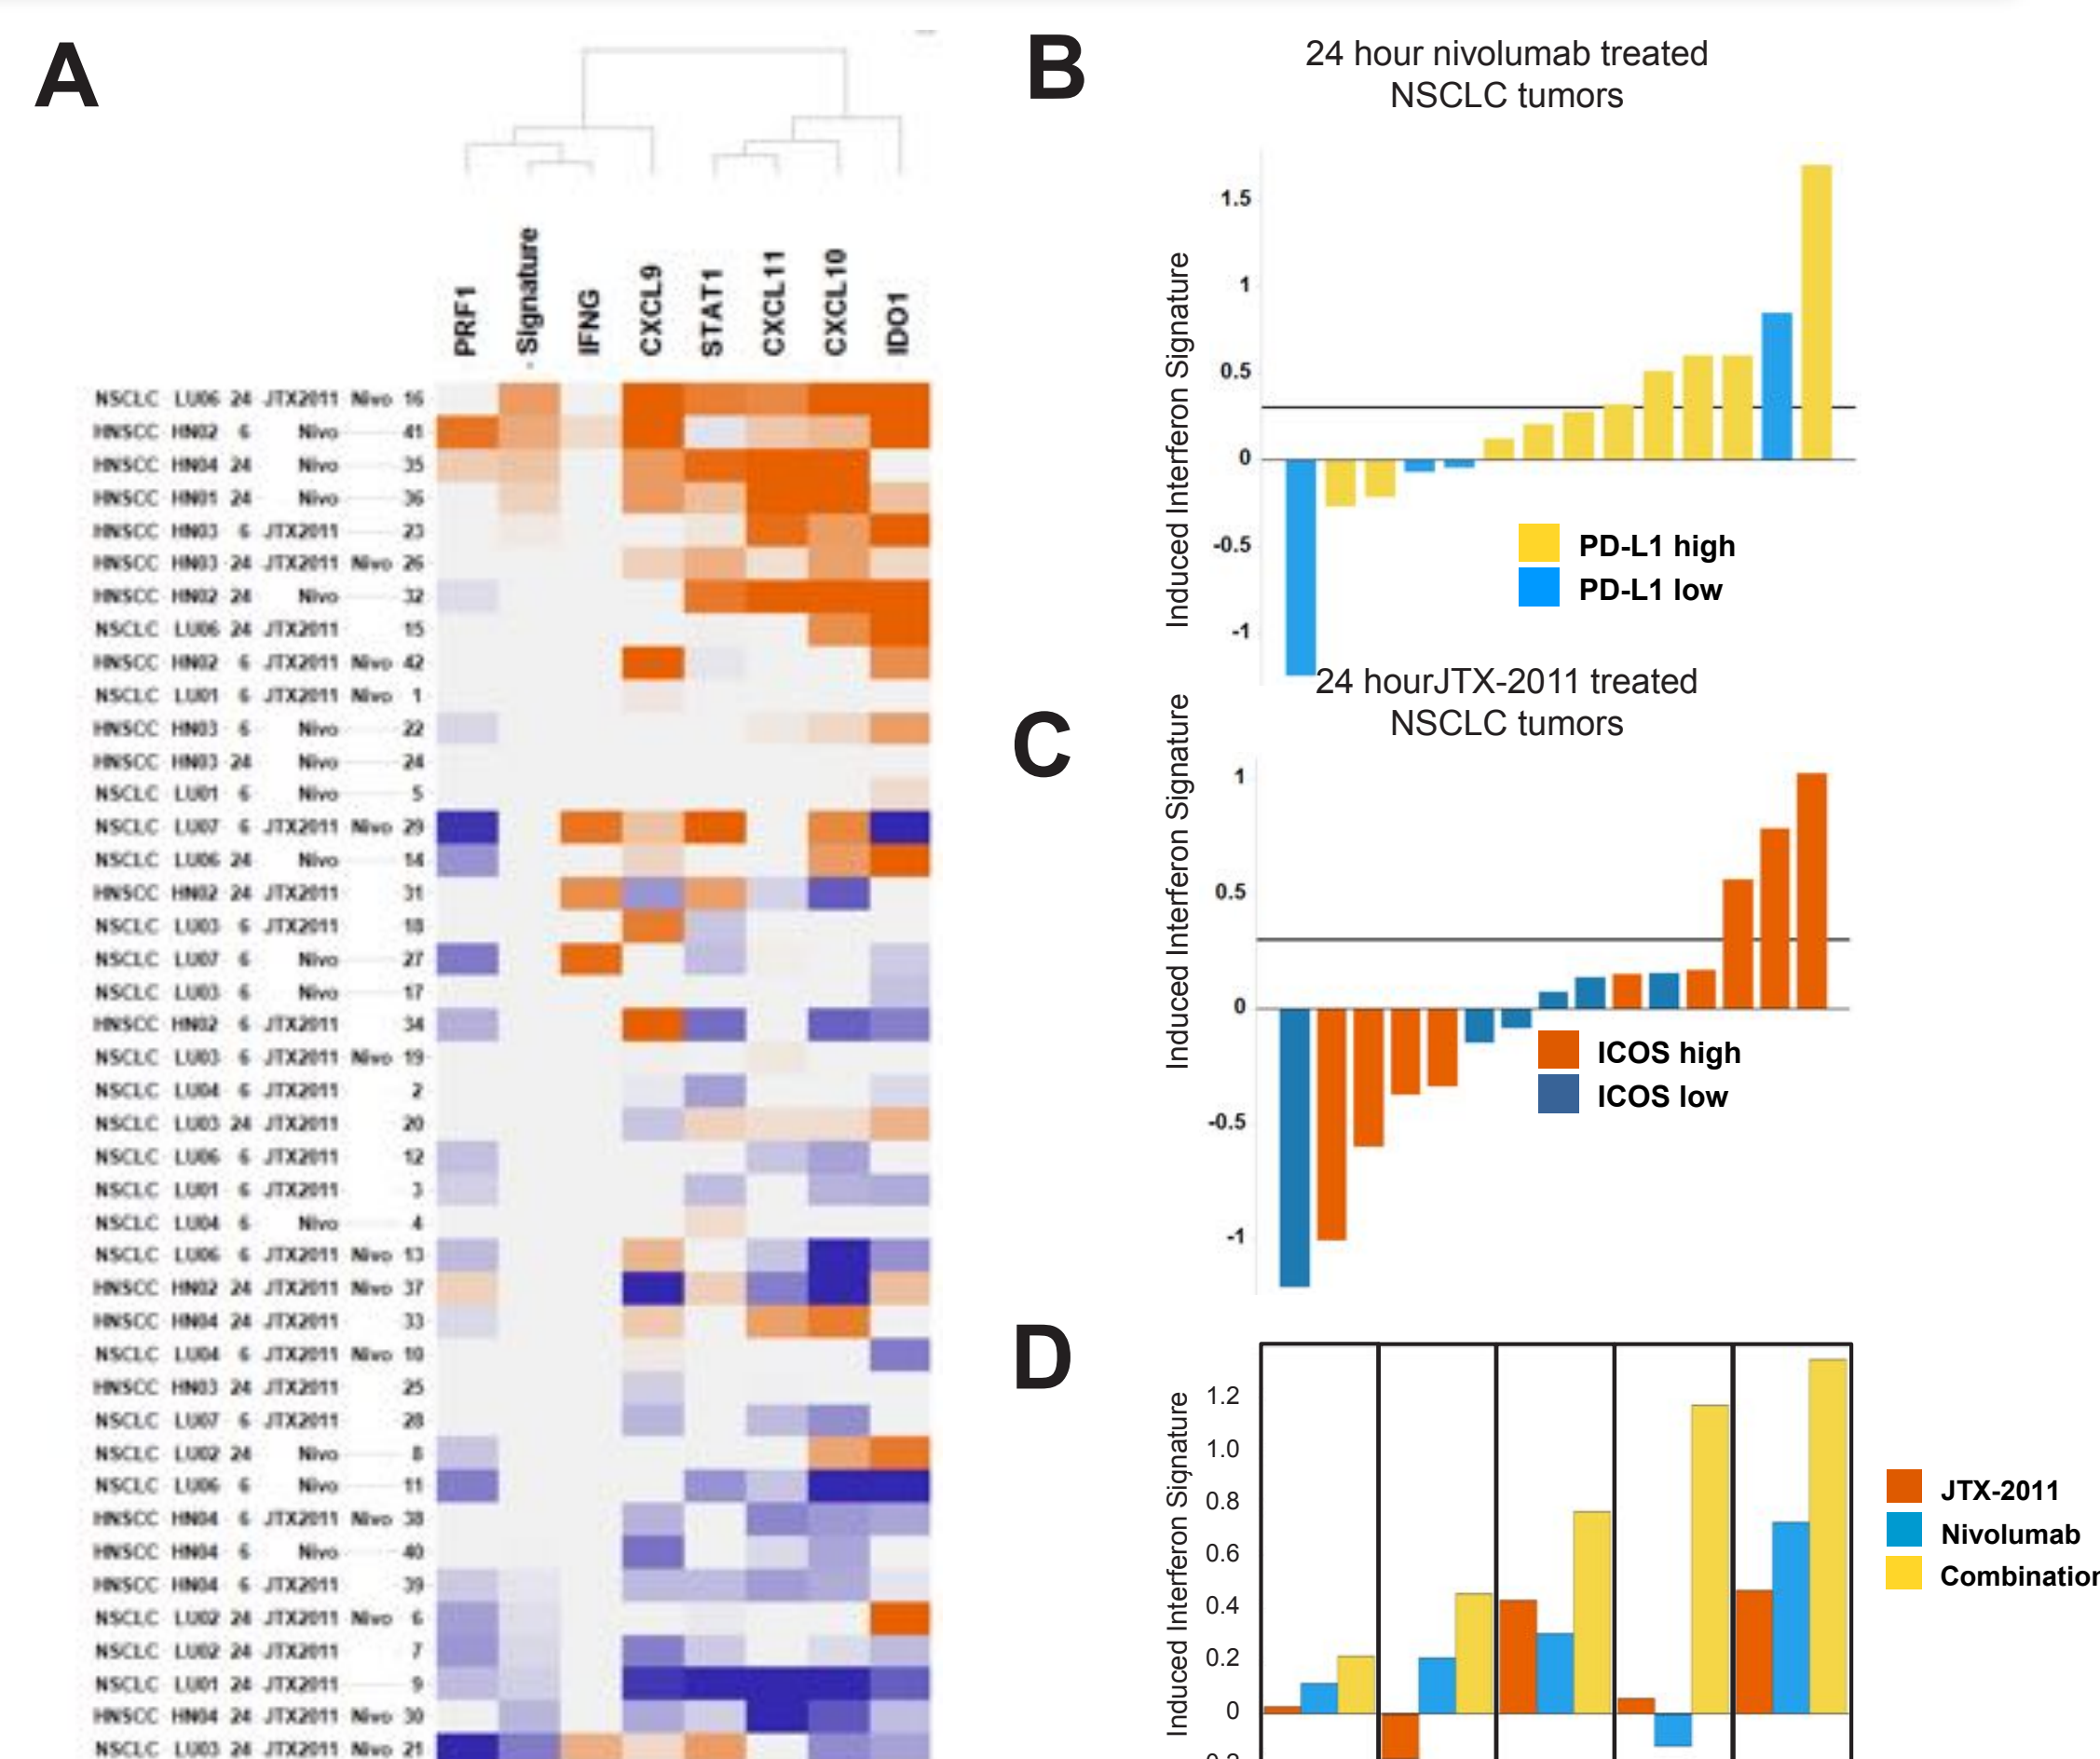 A
PRF1
Signature
IFNG
CXCL9
STAT1
CXCL11
CXCL10
IDO1
NSCLC LU06 24 JTX2011 Nivo 16
HNSCC HN02 6 Nivo 41
HNSCC HN04 24 Nivo 35
HNSCC HN01 24 Nivo 36
HNSCC HN03 6 JTX2011 23
HNSCC HN03 24 JTX2011 Nivo 26
HNSCC HN02 24 Nivo 32
NSCLC LU06 24 JTX2011 15
HNSCC HN02 6 JTX2011 Nivo 42
NSCLC LU01 6 JTX2011 Nivo 1
HNSCC HN03 6 Nivo 22
HNSCC HN03 24 Nivo 24
NSCLC LU01 6 Nivo 5
NSCLC LU07 6 JTX2011 Nivo 29
NSCLC LU06 24 Nivo 14
HNSCC HN02 24 JTX2011 31
NSCLC LU03 6 JTX2011 18
NSCLC LU07 6 Nivo 27
NSCLC LU03 6 Nivo 17
HNSCC HN02 6 JTX2011 34
NSCLC LU03 6 JTX2011 Nivo 19
NSCLC LU04 6 JTX2011 2
NSCLC LU03 24 JTX2011 20
NSCLC LU06 6 JTX2011 12
NSCLC LU01 6 JTX2011 3
NSCLC LU04 6 Nivo 4
NSCLC LU06 6 JTX2011 Nivo 13
HNSCC HN02 24 JTX2011 Nivo 37
HNSCC HN04 24 JTX2011 33
NSCLC LU04 6 JTX2011 Nivo 10
HNSCC HN03 24 JTX2011 25
NSCLC LU07 6 JTX2011 28
NSCLC LU02 24 Nivo 8
NSCLC LU06 6 Nivo 11
HNSCC HN04 6 JTX2011 Nivo 38
HNSCC HN04 6 Nivo 40
HNSCC HN04 6 JTX2011 39
NSCLC LU02 24 JTX2011 Nivo 6
NSCLC LU02 24 JTX2011 7
NSCLC LU01 24 JTX2011 9
HNSCC HN04 24 JTX2011 Nivo 30
NSCLC LU03 24 JTX2011 Nivo 21
B
24 hour nivolumab treated
NSCLC tumors
Induced Interferon Signature
1.5
1
0.5
0
-0.5
-1
PD-L1 high
PD-L1 low
C
24 hourJTX-2011 treated
NSCLC tumors
Induced Interferon Signature
1
0.5
0
-0.5
-1
ICOS high
ICOS low
D
Induced Interferon Signature
1.2
1.0
0.8
0.6
0.4
0.2
0
JTX-2011
Nivolumab
Combination